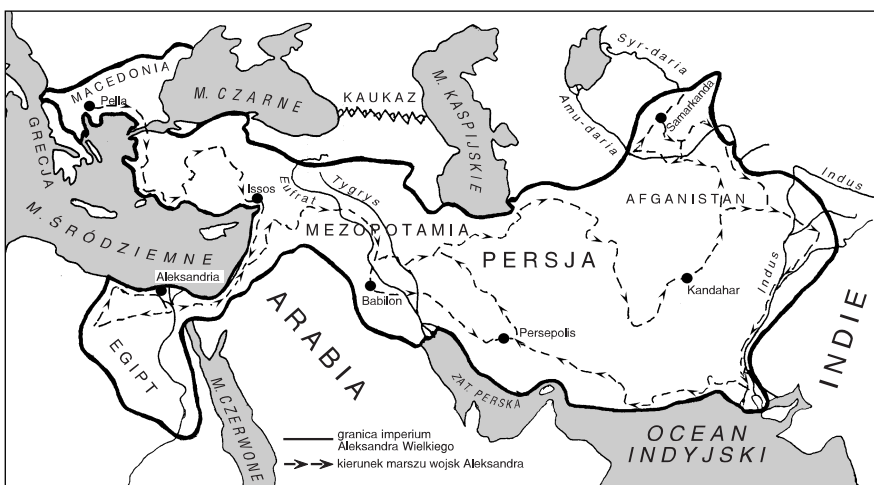 Syr-daria
MACEDONIA
Pella
M. CZARNE
KAUKAZ
M. KASPIJSKIE
Amu-daria
Samarkanda
GRECJA
Issos
Eufrat
Tygrys
AFGANISTAN
Indus
M. ŚRÓDZIEMNE
MEZOPOTAMIA
PERSJA
Aleksandria
Babilon
Kandahar
Indus
EGIPT
ARABIA
Persepolis
INDIE
M. CZERWONE
ZAT. PERSKA
granica imperium
Aleksandra Wielkiego
kierunek marszu wojsk Aleksandra
OCEAN
INDYJSKI